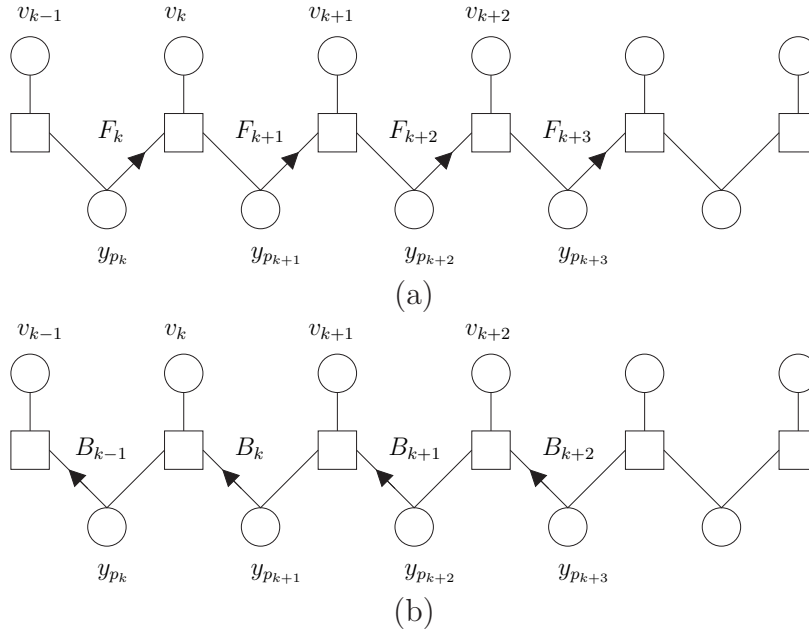 v_{k−1} v_k v_{k+1} v_{k+2}
F_k F_{k+1} F_{k+2} F_{k+3}
y_{p_k} y_{p_{k+1}} y_{p_{k+2}} y_{p_{k+3}}
(a)
v_{k−1} v_k v_{k+1} v_{k+2}
B_{k−1} B_k B_{k+1} B_{k+2}
y_{p_k} y_{p_{k+1}} y_{p_{k+2}} y_{p_{k+3}}
(b)